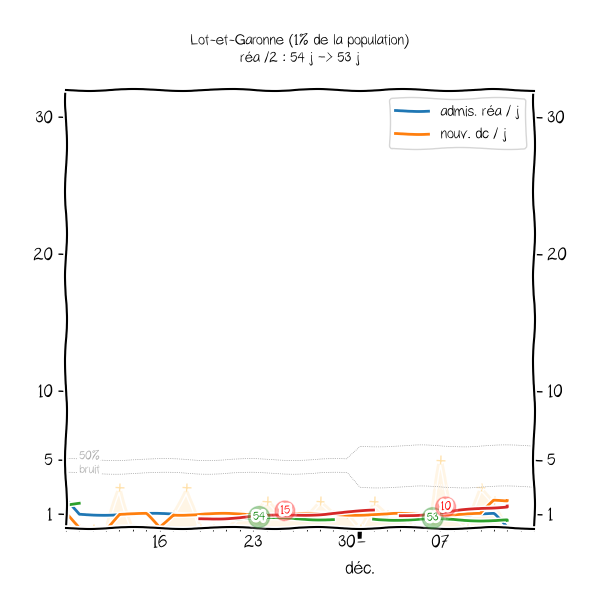 Lot-et-Garonne (1% de la population)
réa /2 : 54 j -> 53 j
admis. réa / j
nouv. dc / j
30 30
20 20
10 10
5 5
50%
bruit
1 1
54 15 53 10
16 23 30 07
déc.